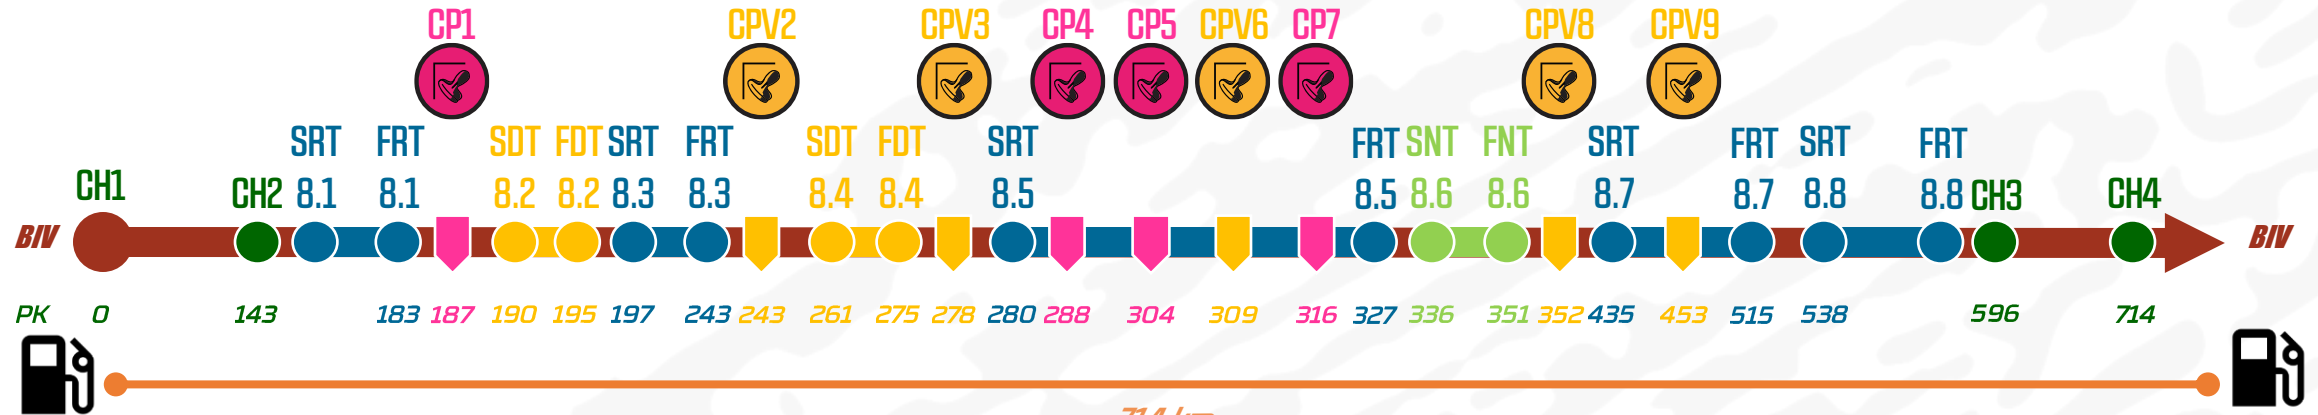 CP1 CPV2 CPV3 CP4 CP5 CPV6 CP7 CPV8 CPV9
SRT FRT SDT FDT SRT FRT SDT FDT SRT FRT SNT FNT SRT FRT SRT FRT
CH1 CH2 8.1 8.1 8.2 8.2 8.3 8.3 8.4 8.4 8.5 8.5 8.6 8.6 8.7 8.7 8.8 8.8 CH3 CH4
BIV BIV
PK 0 143 183 187 190 195 197 243 243 261 275 278 280 288 304 309 316 327 336 351 352 435 453 515 538 596 714
714 km